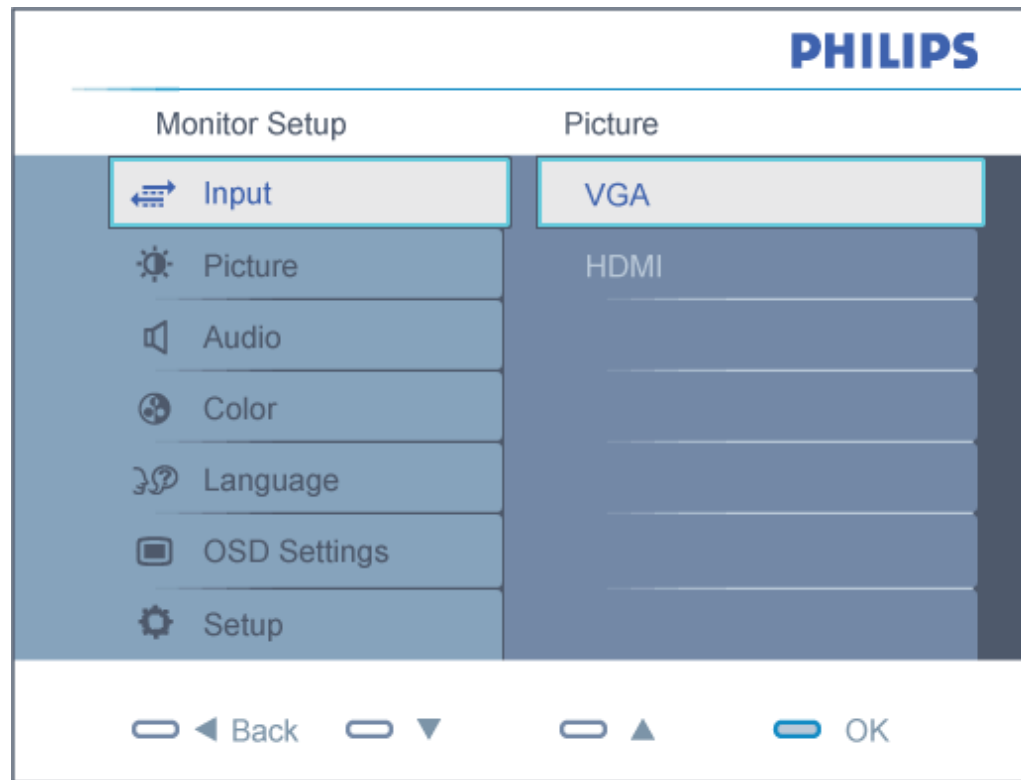 PHILIPS
Monitor Setup
Picture
Input
VGA
Picture
HDMI
Audio
Color
Language
OSD Settings
Setup
Back
OK